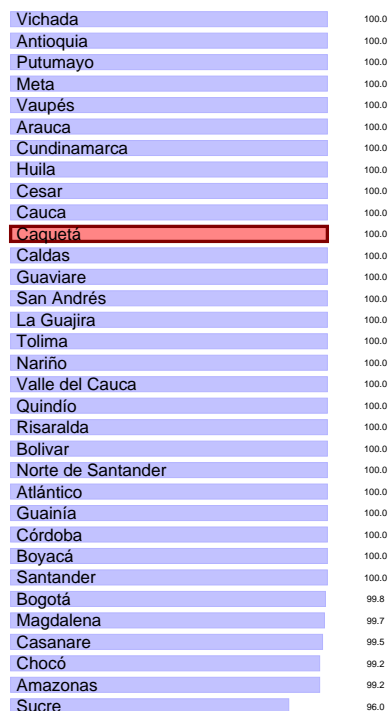 Vichada 100.0
Antioquia 100.0
Putumayo 100.0
Meta 100.0
Vaupés 100.0
Arauca 100.0
Cundinamarca 100.0
Huila 100.0
Cesar 100.0
Cauca 100.0
Caquetá 100.0
Caldas 100.0
Guaviare 100.0
San Andrés 100.0
La Guajira 100.0
Tolima 100.0
Nariño 100.0
Valle del Cauca 100.0
Quindío 100.0
Risaralda 100.0
Bolivar 100.0
Norte de Santander 100.0
Atlántico 100.0
Guainía 100.0
Córdoba 100.0
Boyacá 100.0
Santander 100.0
Bogotá 99.8
Magdalena 99.7
Casanare 99.5
Chocó 99.2
Amazonas 99.2
Sucre 96.0